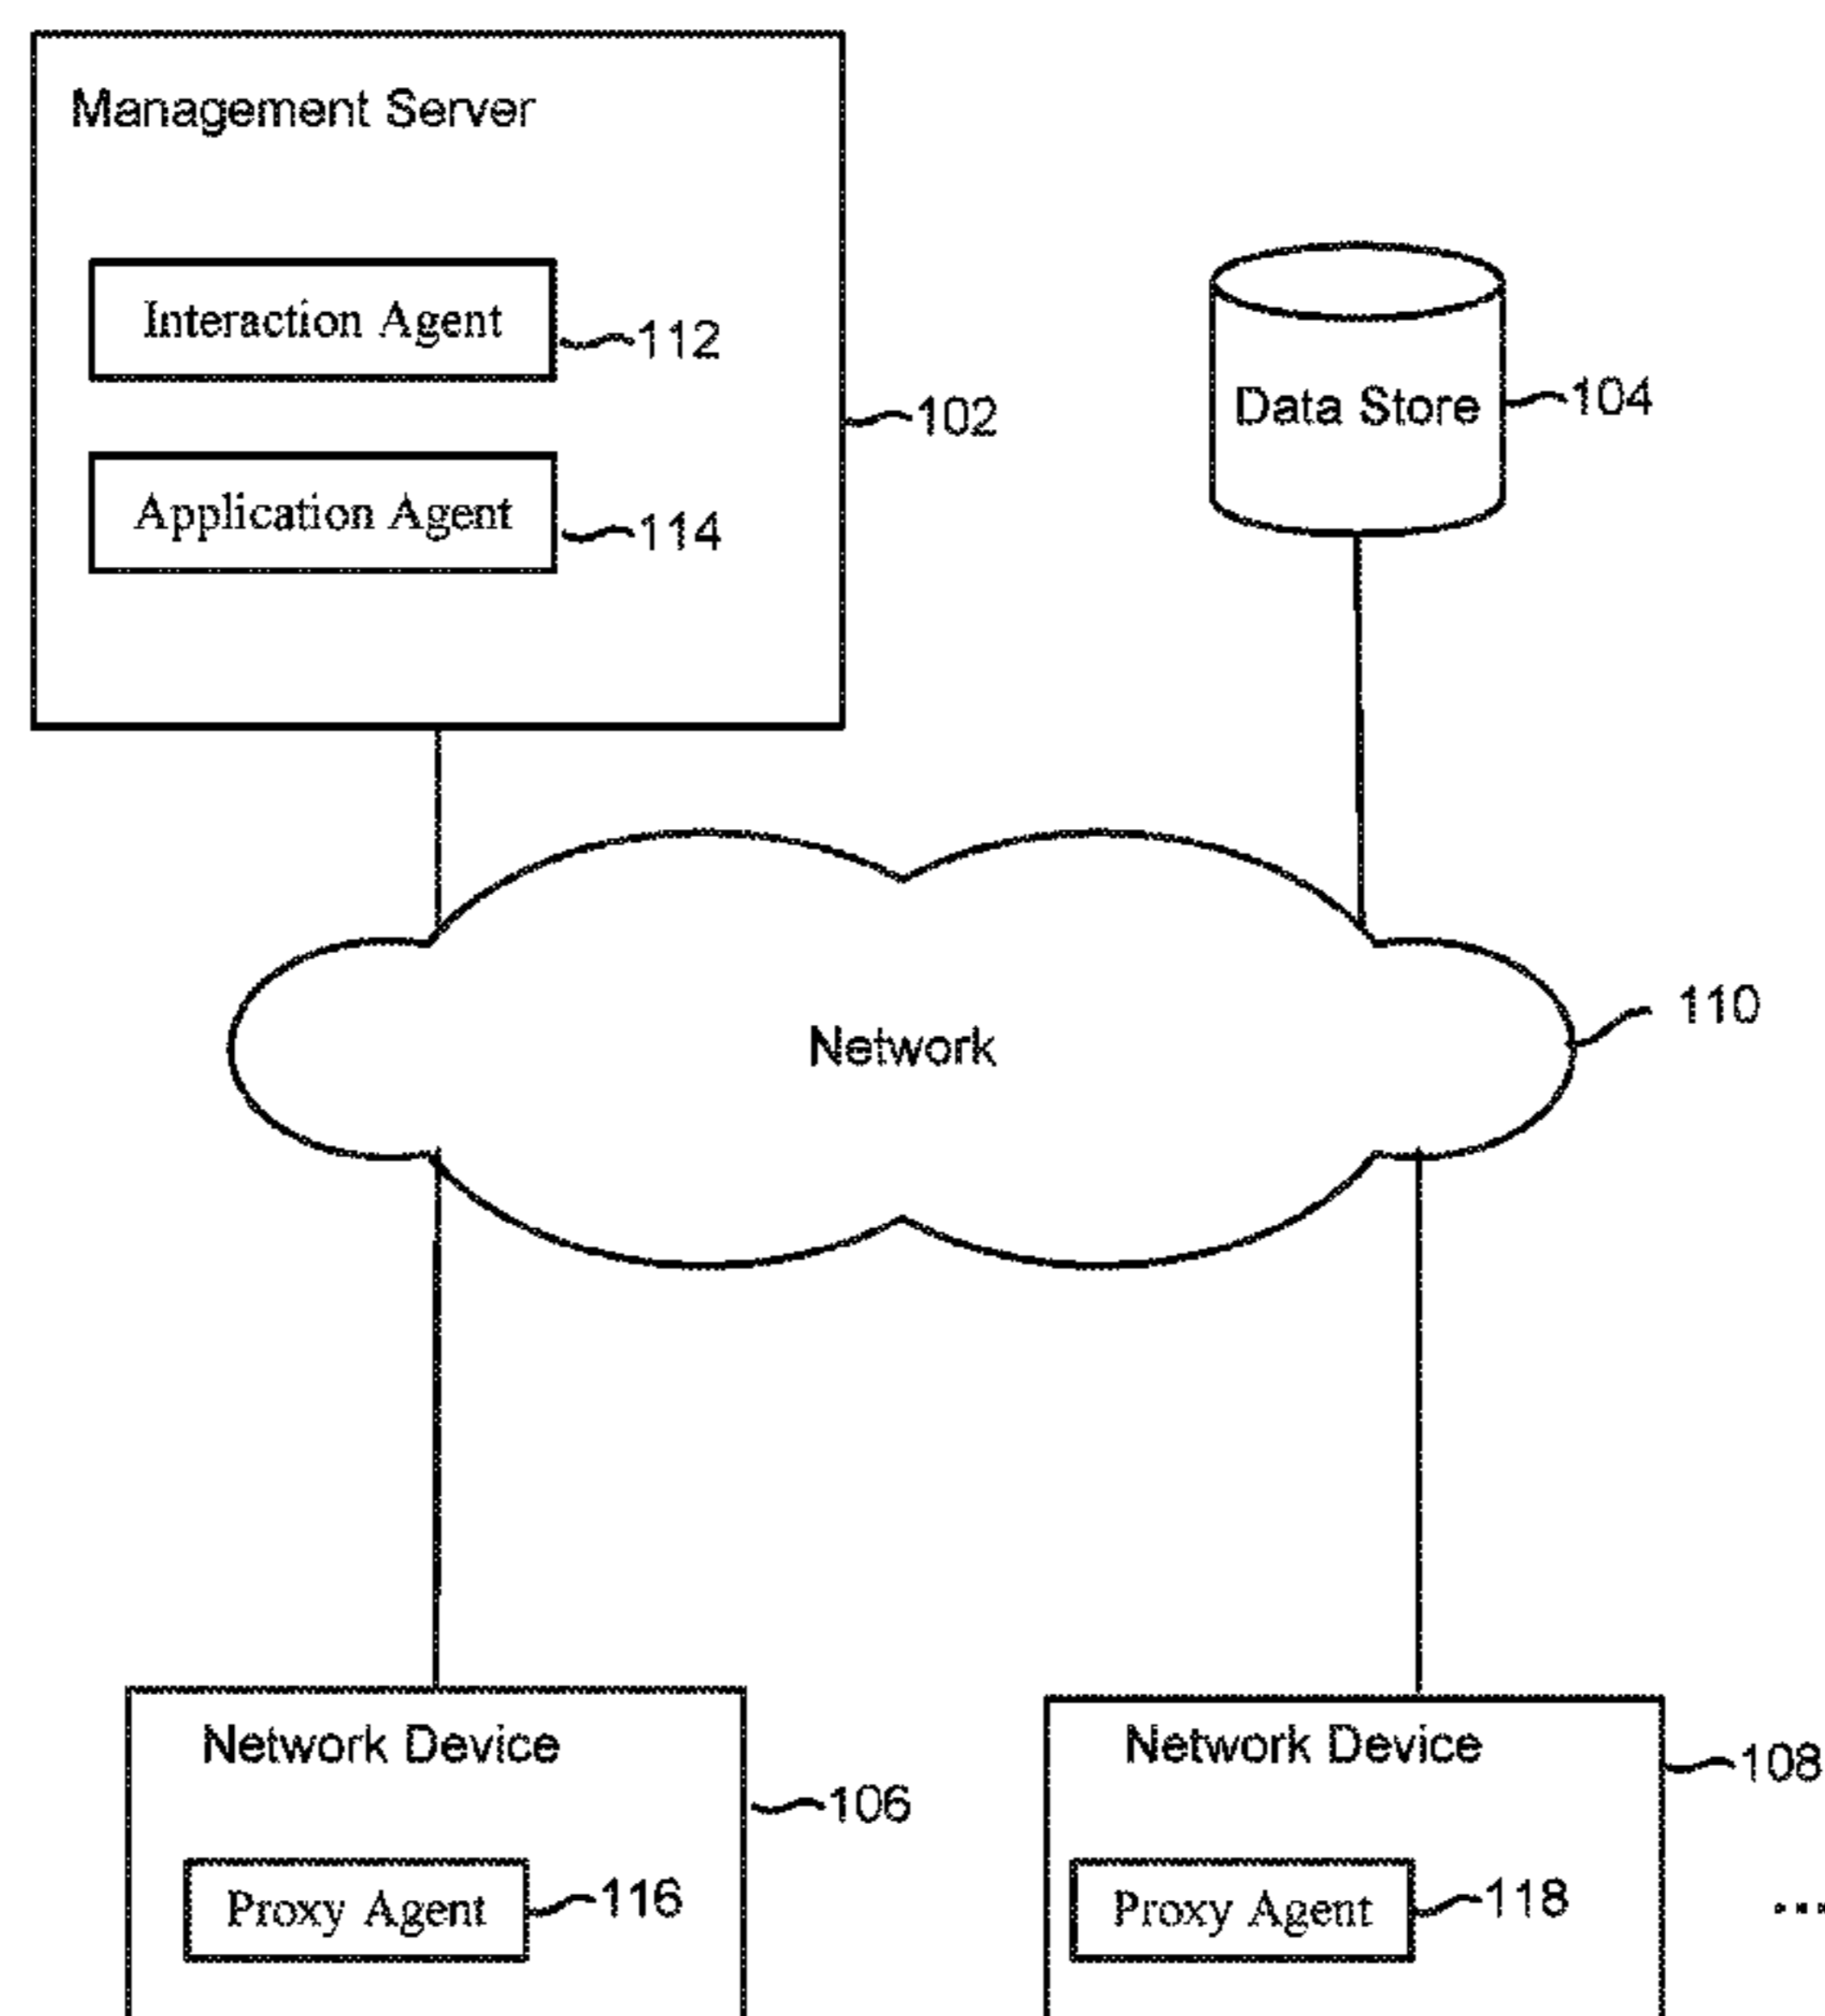 Management Server
Interaction Agent
112
102
Application Agent
114
Data Store
104
Network
110
Network Device
106
Proxy Agent
116
Network Device
108
Proxy Agent
118
...